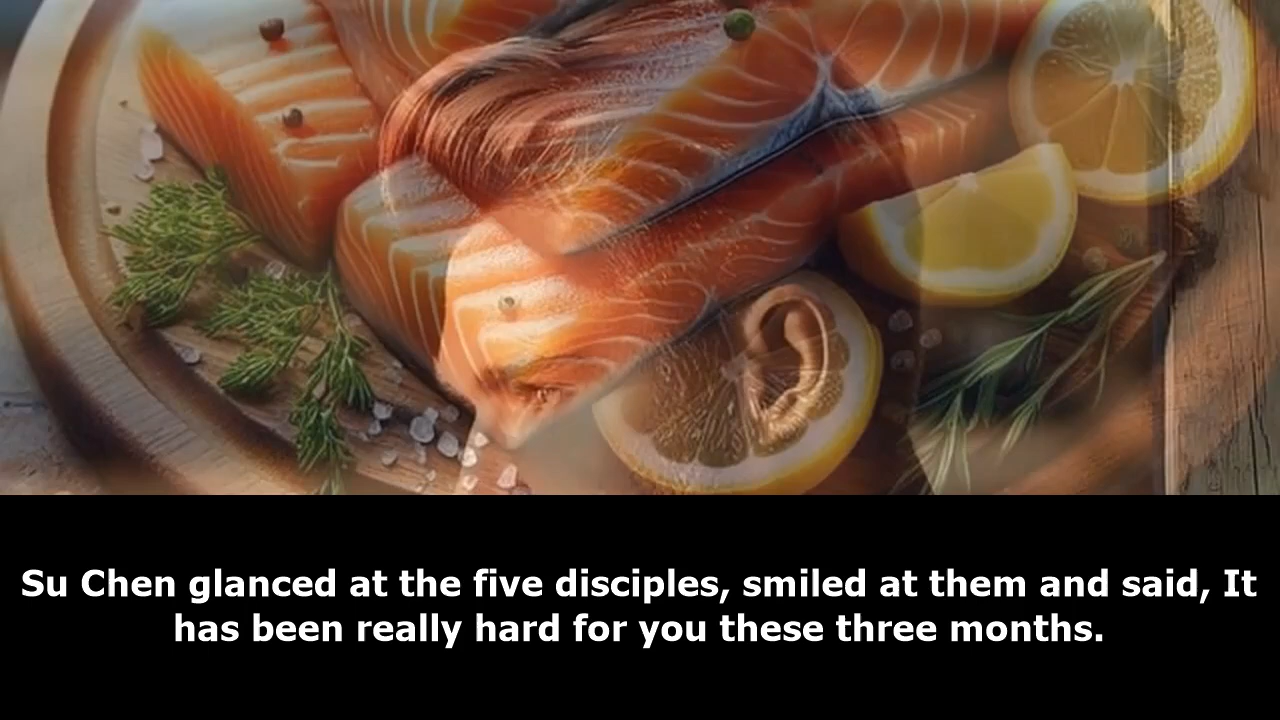 Su Chen glanced at the five disciples, smiled at them and said, It
has been really hard for you these three months.